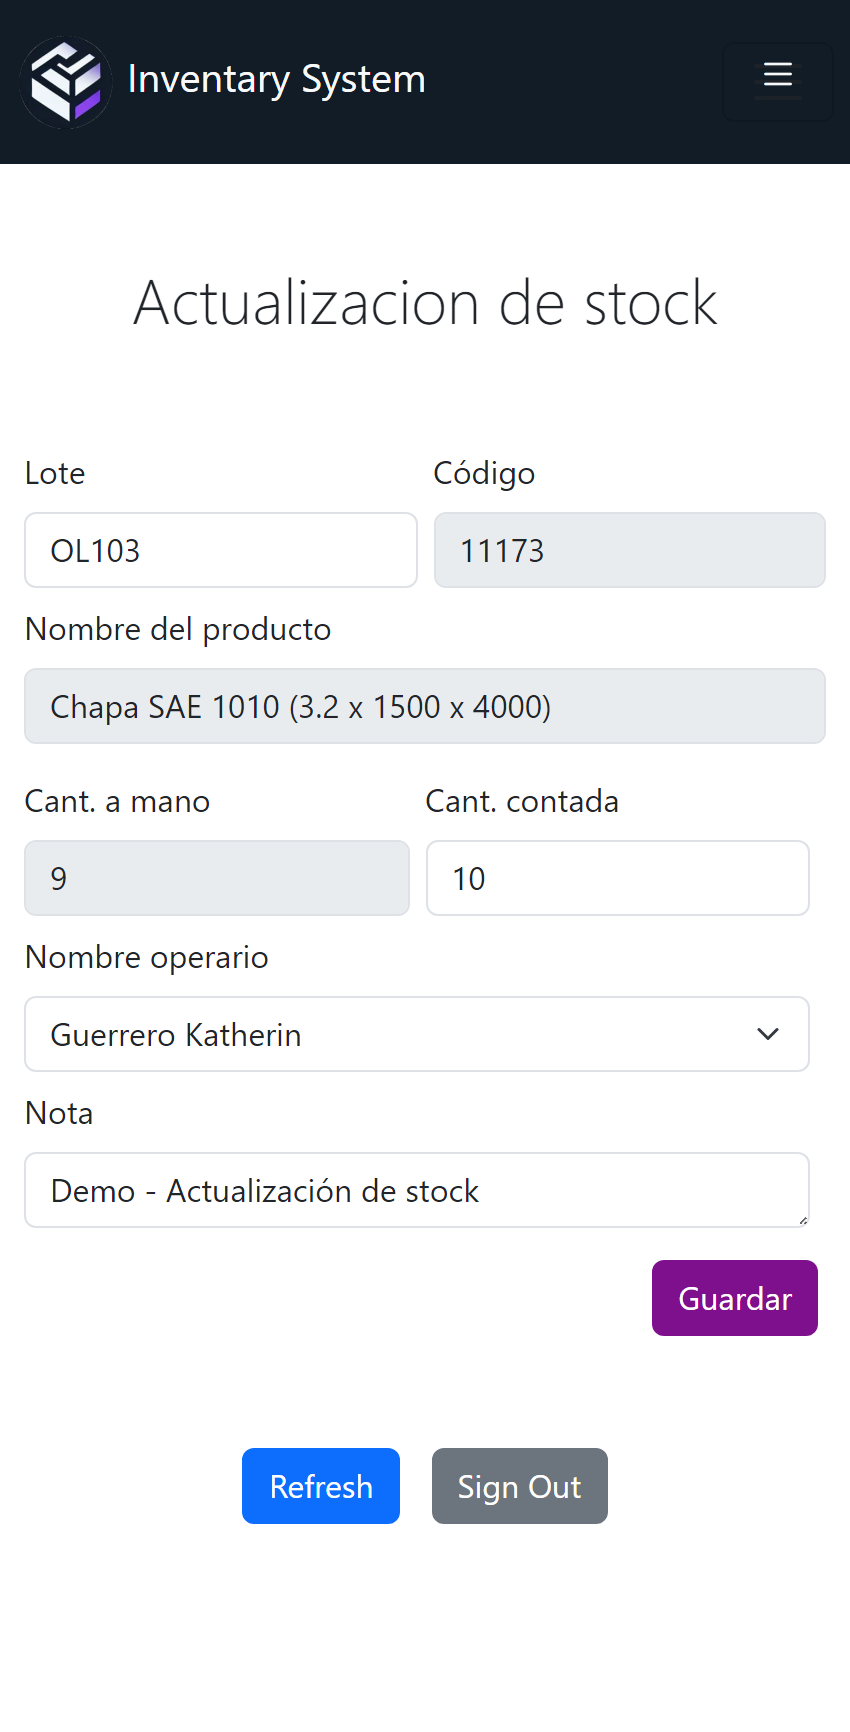 Inventary System
Actualizacion de stock
Lote
Código
OL103
11173
Nombre del producto
Chapa SAE 1010 (3.2 x 1500 x 4000)
Cant. a mano
Cant. contada
9
10
Nombre operario
Guerrero Katherin
Nota
Demo - Actualización de stock
Guardar
Refresh
Sign Out